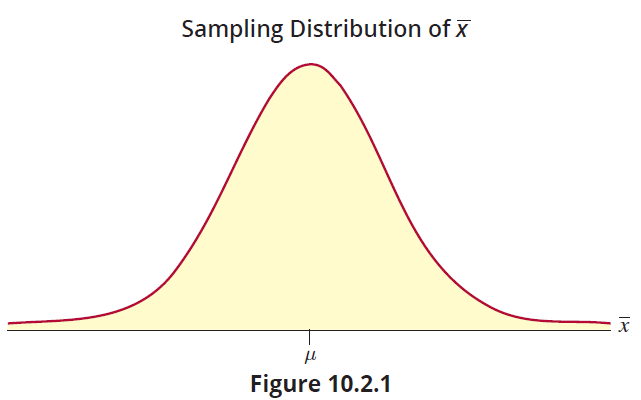 Sampling Distribution of x̅
x̅
μ
Figure 10.2.1